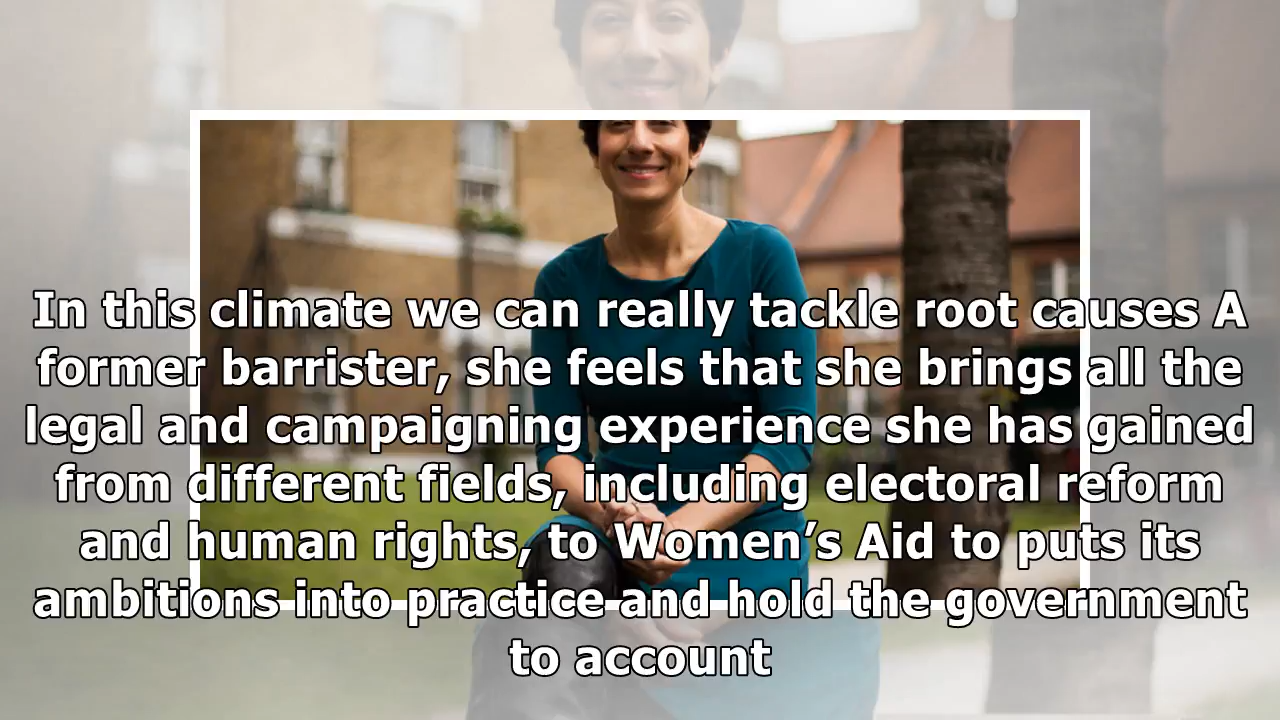 In this climate we can really tackle root causes A
former barrister, she feels that she brings all the
legal and campaigning experience she has gained
from different fields, including electoral reform
and human rights, to Women’s Aid to puts its
ambitions into practice and hold the government
to account